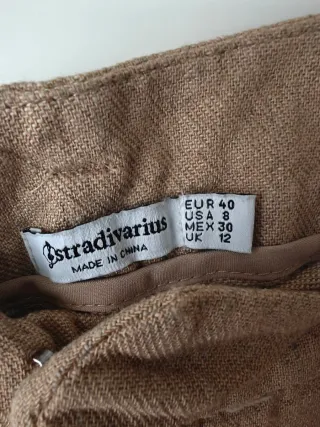 stradivarius
MADE IN CHINA
EUR 40
USA 8
MEX 30
UK 12